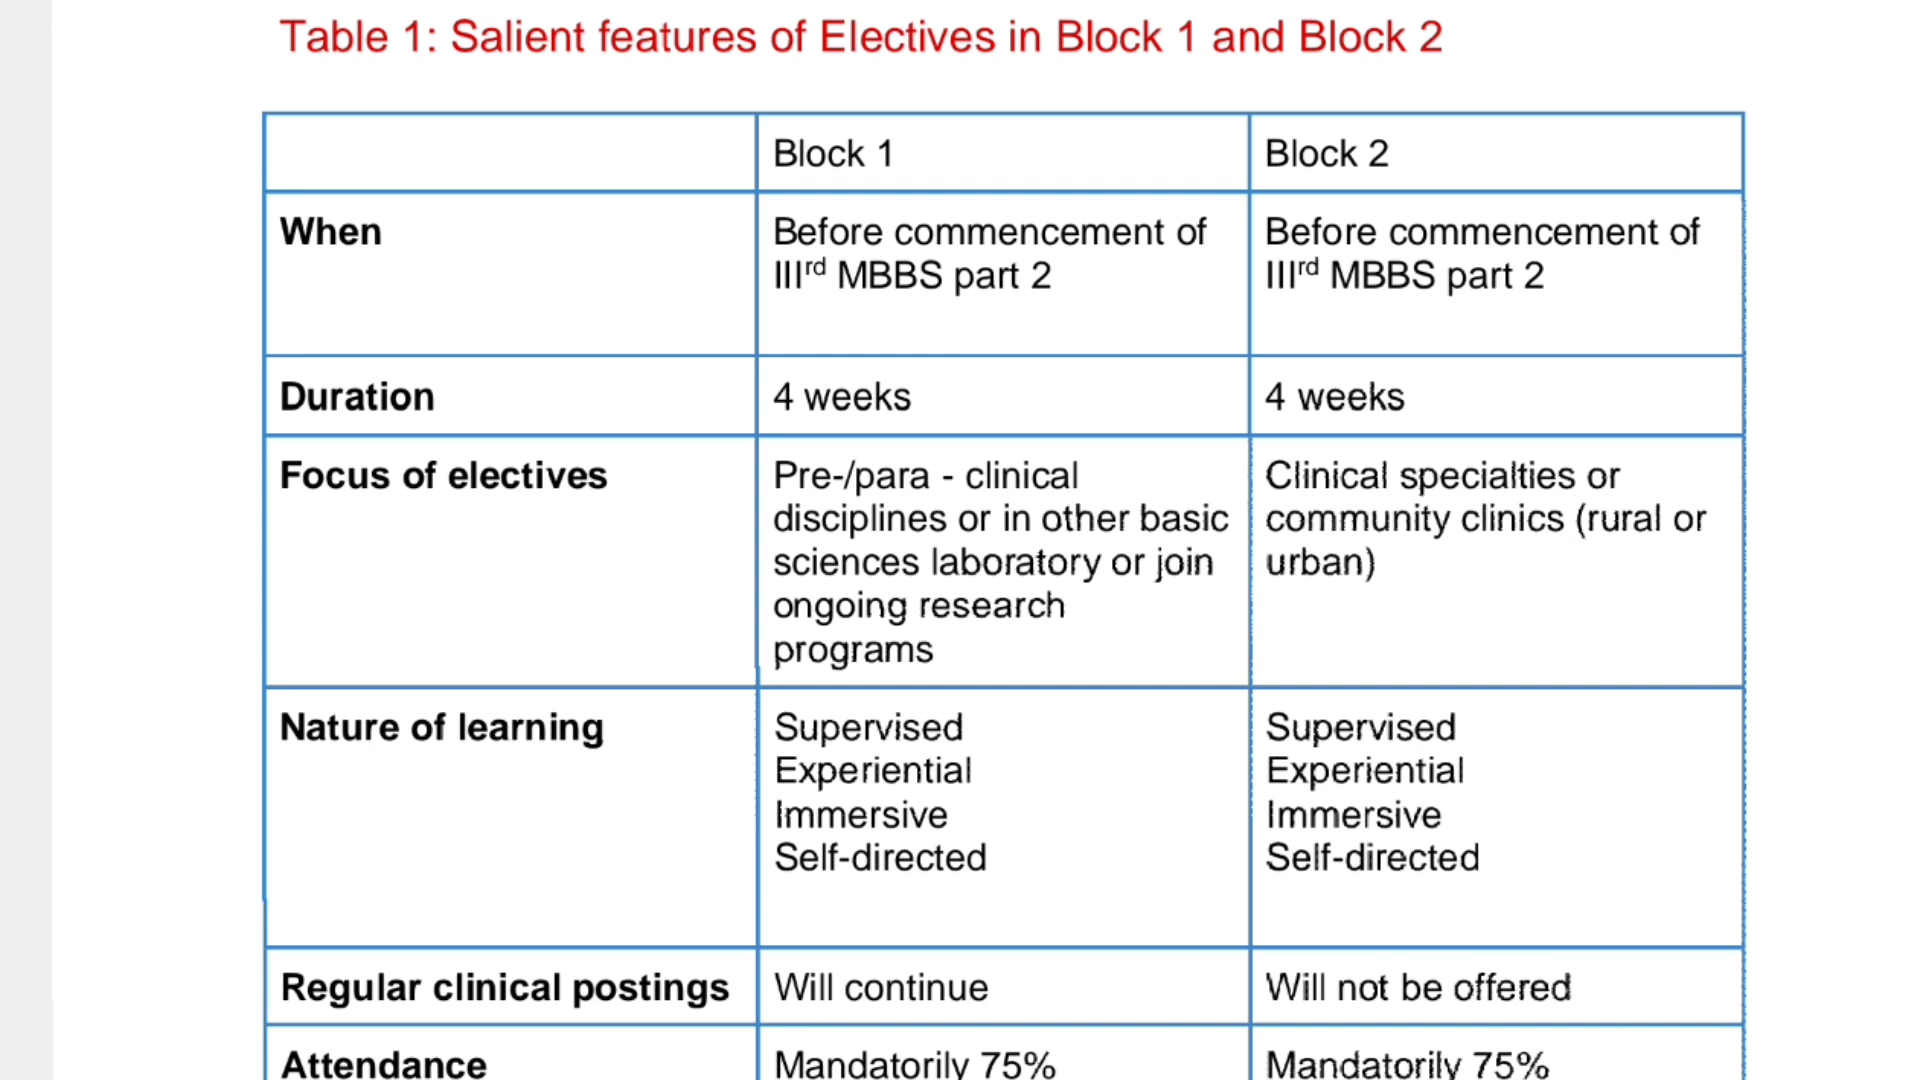 Table 1: Salient features of Electives in Block 1 and Block 2
Block 1
Block 2
When
Before commencement of
IIIrd MBBS part 2
Before commencement of
IIIrd MBBS part 2
Duration
4 weeks
4 weeks
Focus of electives
Pre-/para - clinical
disciplines or in other basic
sciences laboratory or join
ongoing research
programs
Clinical specialties or
community clinics (rural or
urban)
Nature of learning
Supervised
Experiential
Immersive
Self-directed
Supervised
Experiential
Immersive
Self-directed
Regular clinical postings
Will continue
Will not be offered
Attendance
Mandatorily 75%
Mandatorily 75%